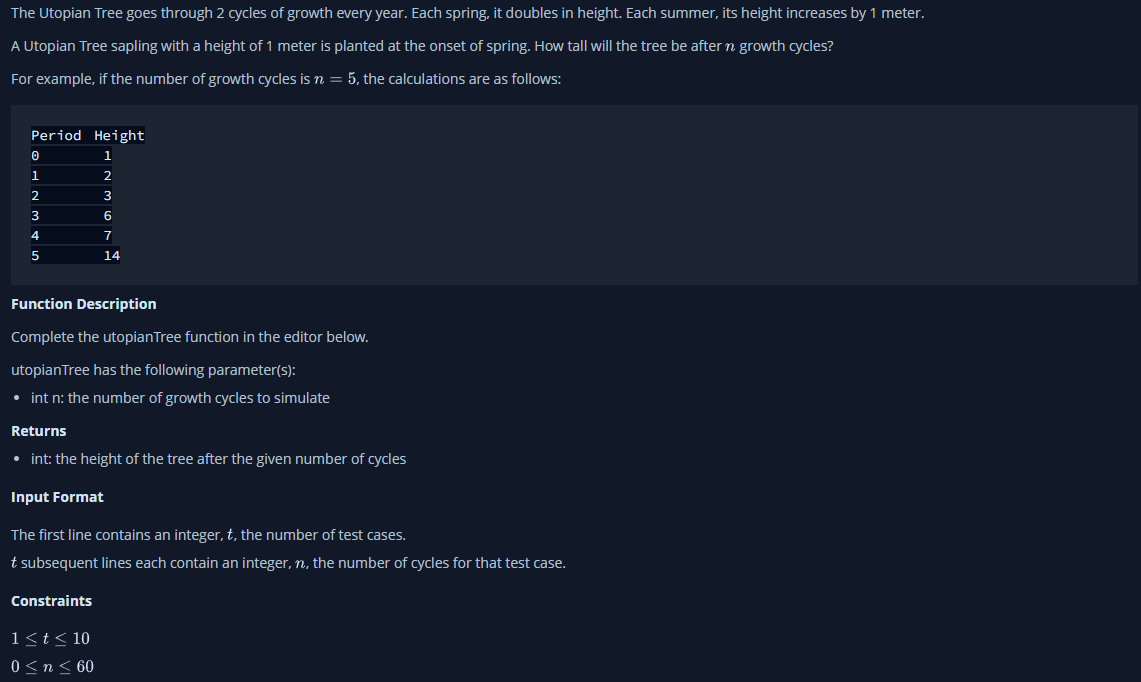 The Utopian Tree goes through 2 cycles of growth every year. Each spring, it doubles in height. Each summer, its height increases by 1 meter.
A Utopian Tree sapling with a height of 1 meter is planted at the onset of spring. How tall will the tree be after n growth cycles?
For example, if the number of growth cycles is n = 5, the calculations are as follows:
Period Height
0 1
1 2
2 3
3 6
4 7
5 14
Function Description
Complete the utopianTree function in the editor below.
utopianTree has the following parameter(s):
• int n: the number of growth cycles to simulate
Returns
• int: the height of the tree after the given number of cycles
Input Format
The first line contains an integer, t, the number of test cases.
t subsequent lines each contain an integer, n, the number of cycles for that test case.
Constraints
1 ≤ t ≤ 10
0 ≤ n ≤ 60